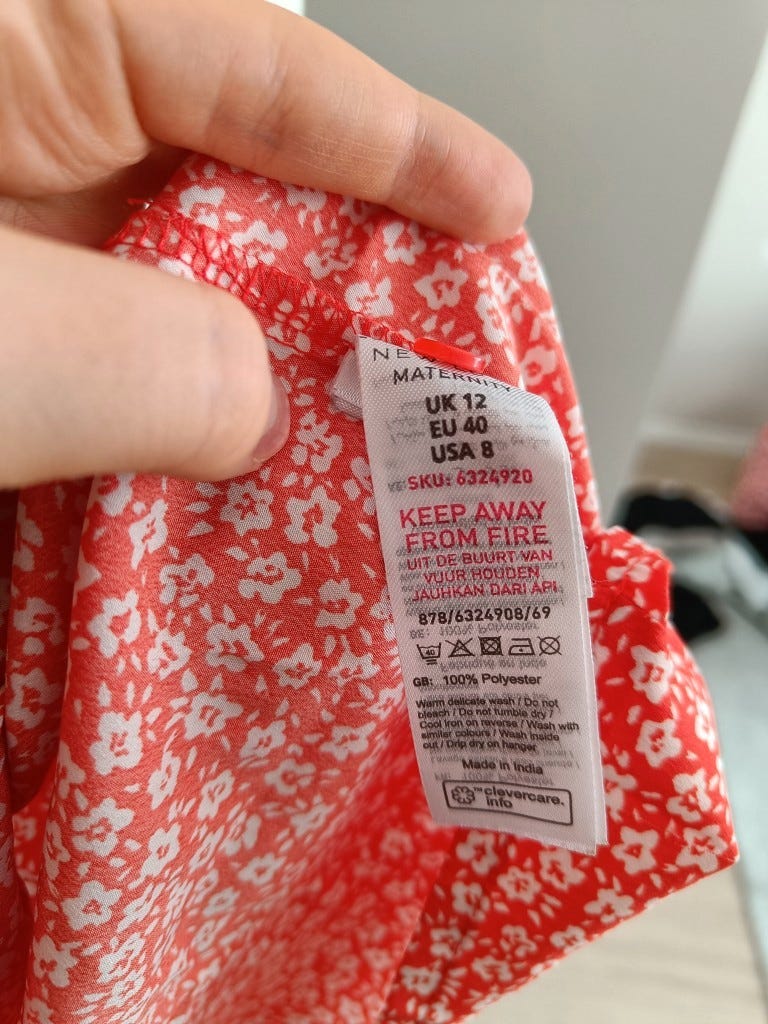 NEW
MATERNITY
UK 12
EU 40
USA 8
SKU: 6324920
KEEP AWAY
FROM FIRE
UIT DE BUURT VAN
VUUR HOUDEN
JAUHKAN DARI API
878/6324908/69
40
GB: 100% Polyester
Warm delicate wash / Do not
bleach / Do not tumble dry /
Cool iron on reverse / Wash with
similar colours / Wash inside
out / Drip dry on hanger
Made in India
™clevercare.
info